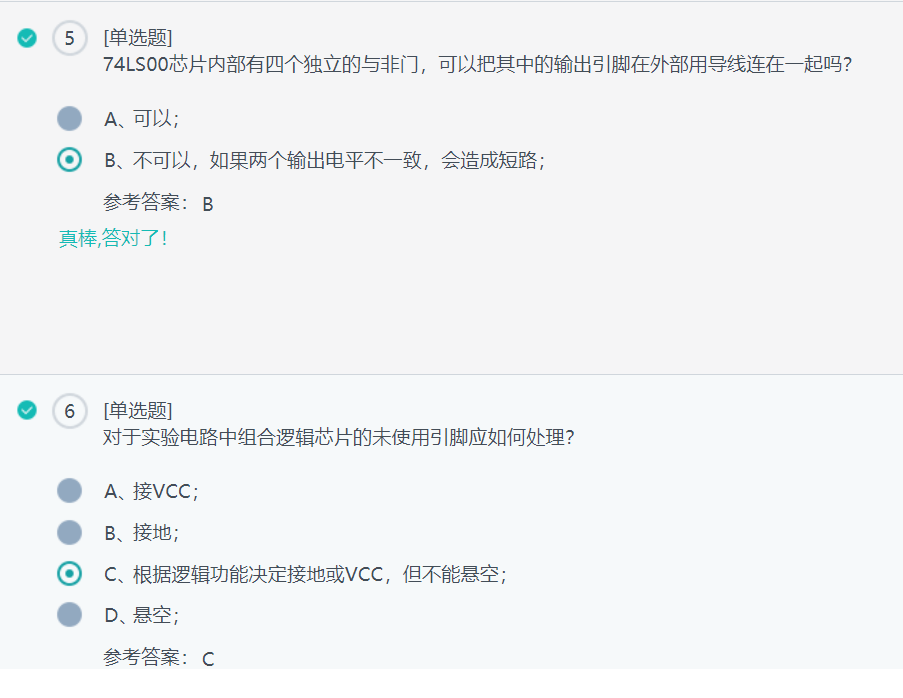 5 [单选题]
74LS00芯片内部有四个独立的与非门，可以把其中的输出引脚在外部用导线连在一起吗？
A、可以；
B、不可以，如果两个输出电平不一致，会造成短路；
参考答案： B
真棒,答对了！
6 [单选题]
对于实验电路中组合逻辑芯片的未使用引脚应如何处理？
A、接VCC；
B、接地；
C、根据逻辑功能决定接地或VCC，但不能悬空；
D、悬空；
参考答案： C